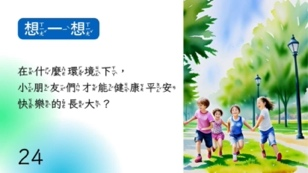 想一想
在什麼環境下，
小朋友們才能健康平安、
快樂的長大？
24